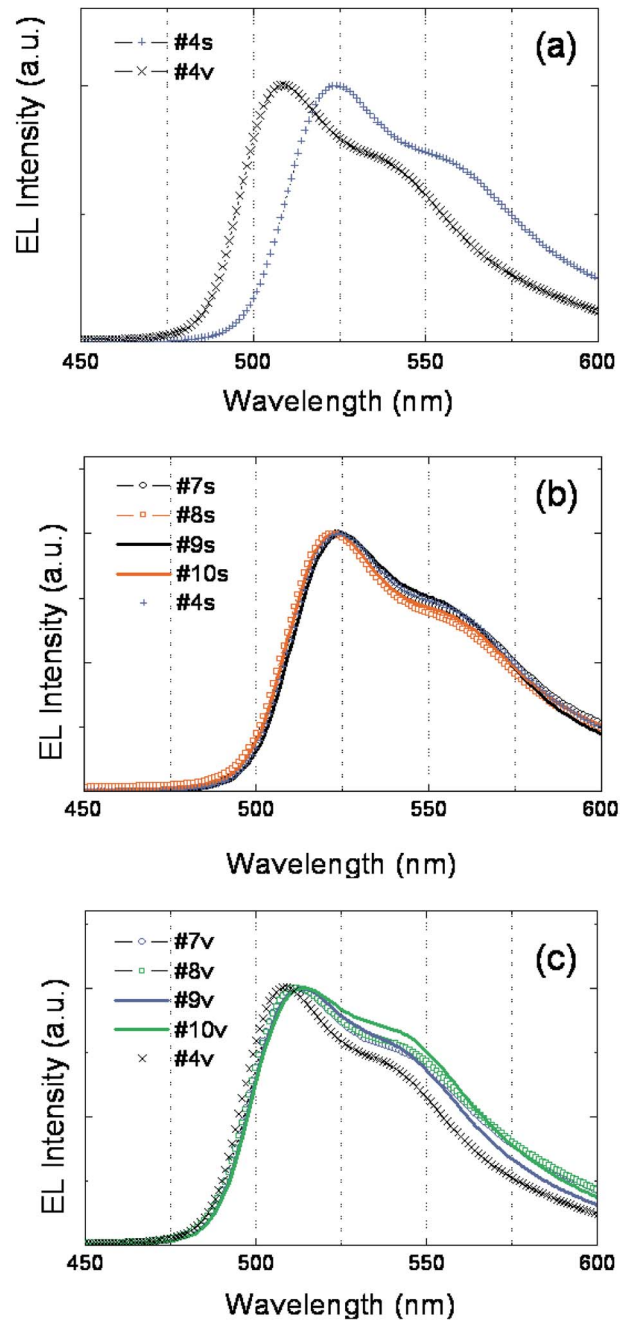 (a)
#4s
#4v
EL Intensity (a.u.)
450 500 550 600
Wavelength (nm)
(b)
#7s
#8s
#9s
#10s
#4s
EL Intensity (a.u.)
450 500 550 600
Wavelength (nm)
(c)
#7v
#8v
#9v
#10v
#4v
EL Intensity (a.u.)
450 500 550 600
Wavelength (nm)